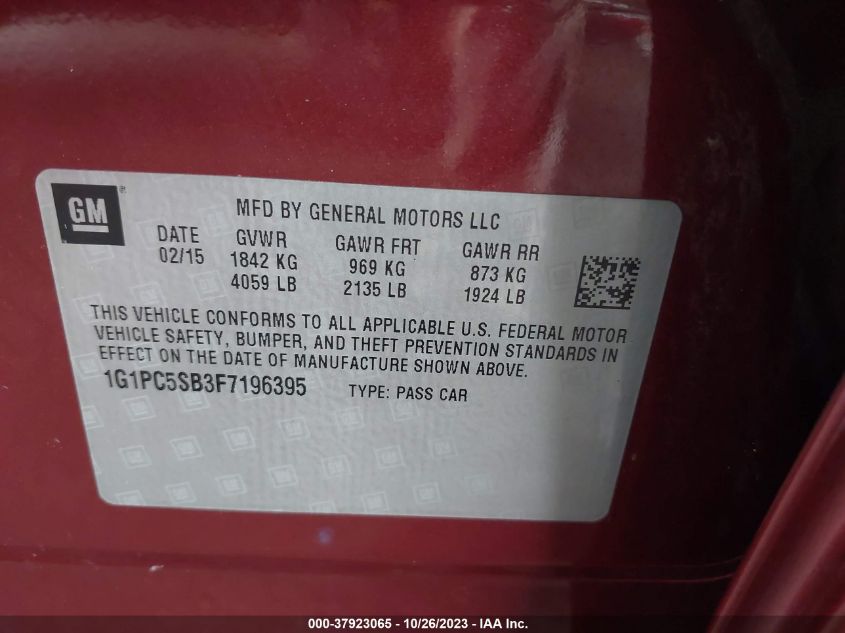 GM
MFD BY GENERAL MOTORS LLC
DATE GVWR GAWR FRT GAWR RR
02/15 1842 KG 969 KG 873 KG
4059 LB 2135 LB 1924 LB
THIS VEHICLE CONFORMS TO ALL APPLICABLE U.S. FEDERAL MOTOR
VEHICLE SAFETY, BUMPER, AND THEFT PREVENTION STANDARDS IN
EFFECT ON THE DATE OF MANUFACTURE SHOWN ABOVE.
1G1PC5SB3F7196395 TYPE: PASS CAR
000-37923065 - 10/26/2023 - IAA Inc.